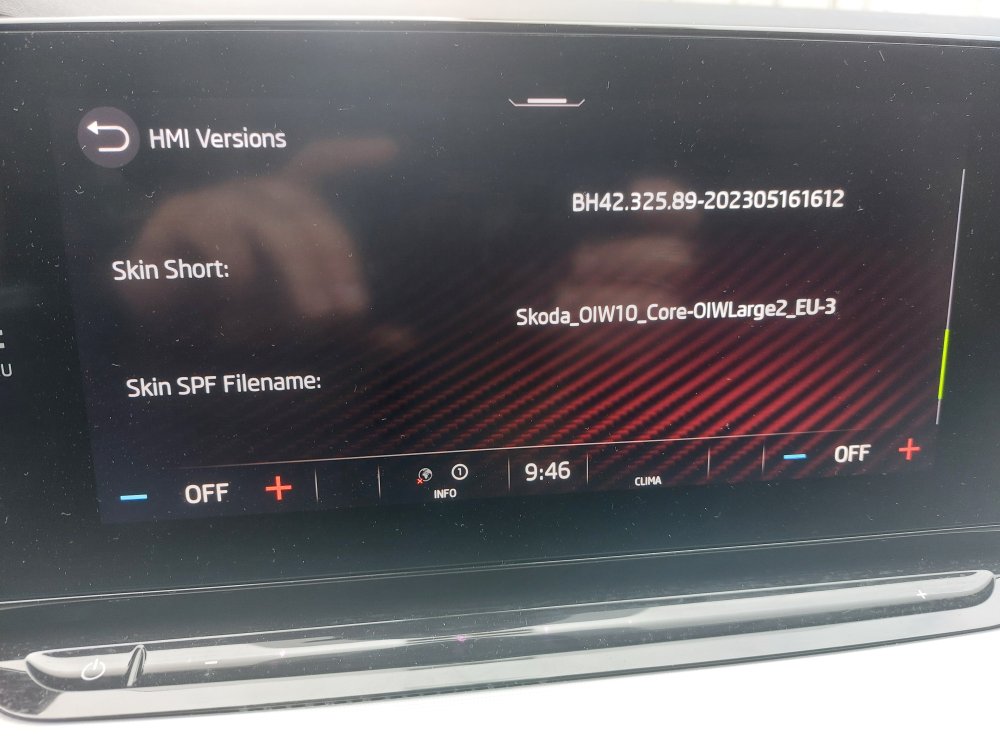 HMI Versions
BH42.325.89-202305161612
Skin Short:
Skoda_OIW10_Core-OIWLarge2_EU-3
Skin SPF Filename:
U
OFF
1
INFO
9:46
CLIMA
OFF